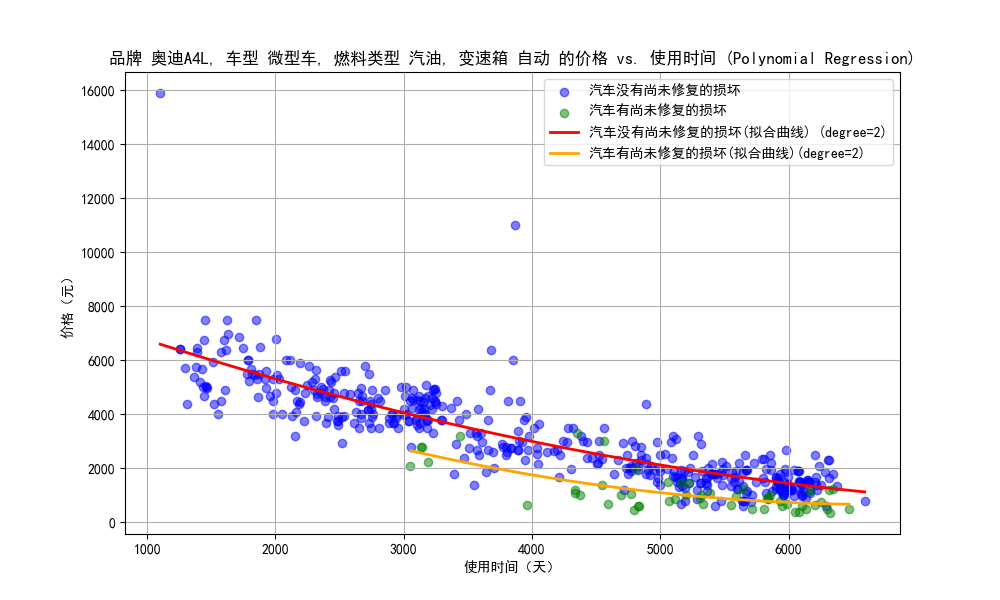 品牌 奥迪A4L, 车型 微型车, 燃料类型 汽油, 变速箱 自动 的价格 vs. 使用时间 (Polynomial Regression)
汽车没有尚未修复的损坏
汽车有尚未修复的损坏
汽车没有尚未修复的损坏(拟合曲线) (degree=2)
汽车有尚未修复的损坏(拟合曲线)(degree=2)
16000
14000
12000
10000
8000
6000
4000
2000
0
价格（元）
1000 2000 3000 4000 5000 6000
使用时间（天）